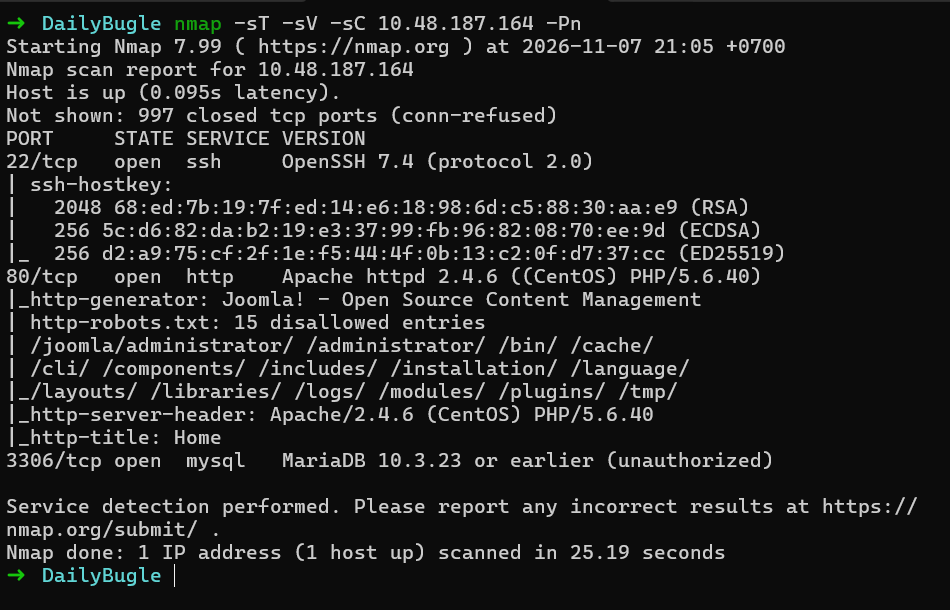 → DailyBugle nmap -sT -sV -sC 10.48.187.164 -Pn
Starting Nmap 7.99 ( https://nmap.org ) at 2026-11-07 21:05 +0700
Nmap scan report for 10.48.187.164
Host is up (0.095s latency).
Not shown: 997 closed tcp ports (conn-refused)
PORT     STATE SERVICE VERSION
22/tcp   open  ssh     OpenSSH 7.4 (protocol 2.0)
| ssh-hostkey:
|   2048 68:ed:7b:19:7f:ed:14:e6:18:98:6d:c5:88:30:aa:e9 (RSA)
|   256 5c:d6:82:da:b2:19:e3:37:99:fb:96:82:08:70:ee:9d (ECDSA)
|_  256 d2:a9:75:cf:2f:1e:f5:44:4f:0b:13:c2:0f:d7:37:cc (ED25519)
80/tcp   open  http    Apache httpd 2.4.6 ((CentOS) PHP/5.6.40)
|_http-generator: Joomla! - Open Source Content Management
| http-robots.txt: 15 disallowed entries
| /joomla/administrator/ /administrator/ /bin/ /cache/
| /cli/ /components/ /includes/ /installation/ /language/
|_/layouts/ /libraries/ /logs/ /modules/ /plugins/ /tmp/
|_http-server-header: Apache/2.4.6 (CentOS) PHP/5.6.40
|_http-title: Home
3306/tcp open  mysql   MariaDB 10.3.23 or earlier (unauthorized)

Service detection performed. Please report any incorrect results at https://
nmap.org/submit/ .
Nmap done: 1 IP address (1 host up) scanned in 25.19 seconds
→ DailyBugle